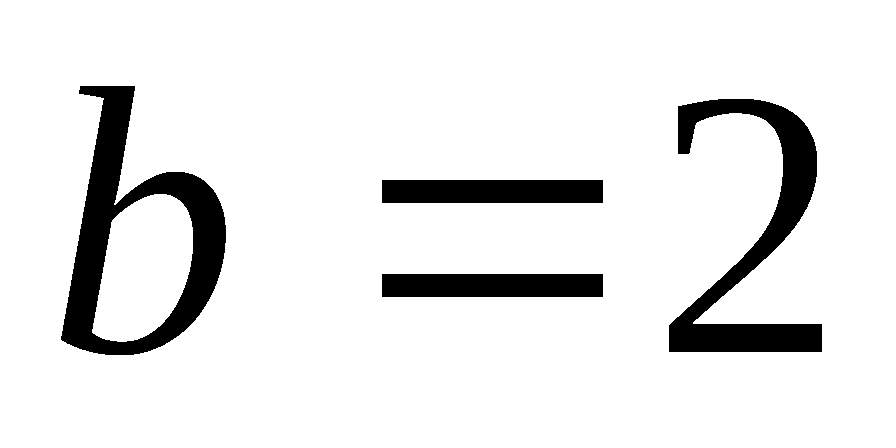 b = 2